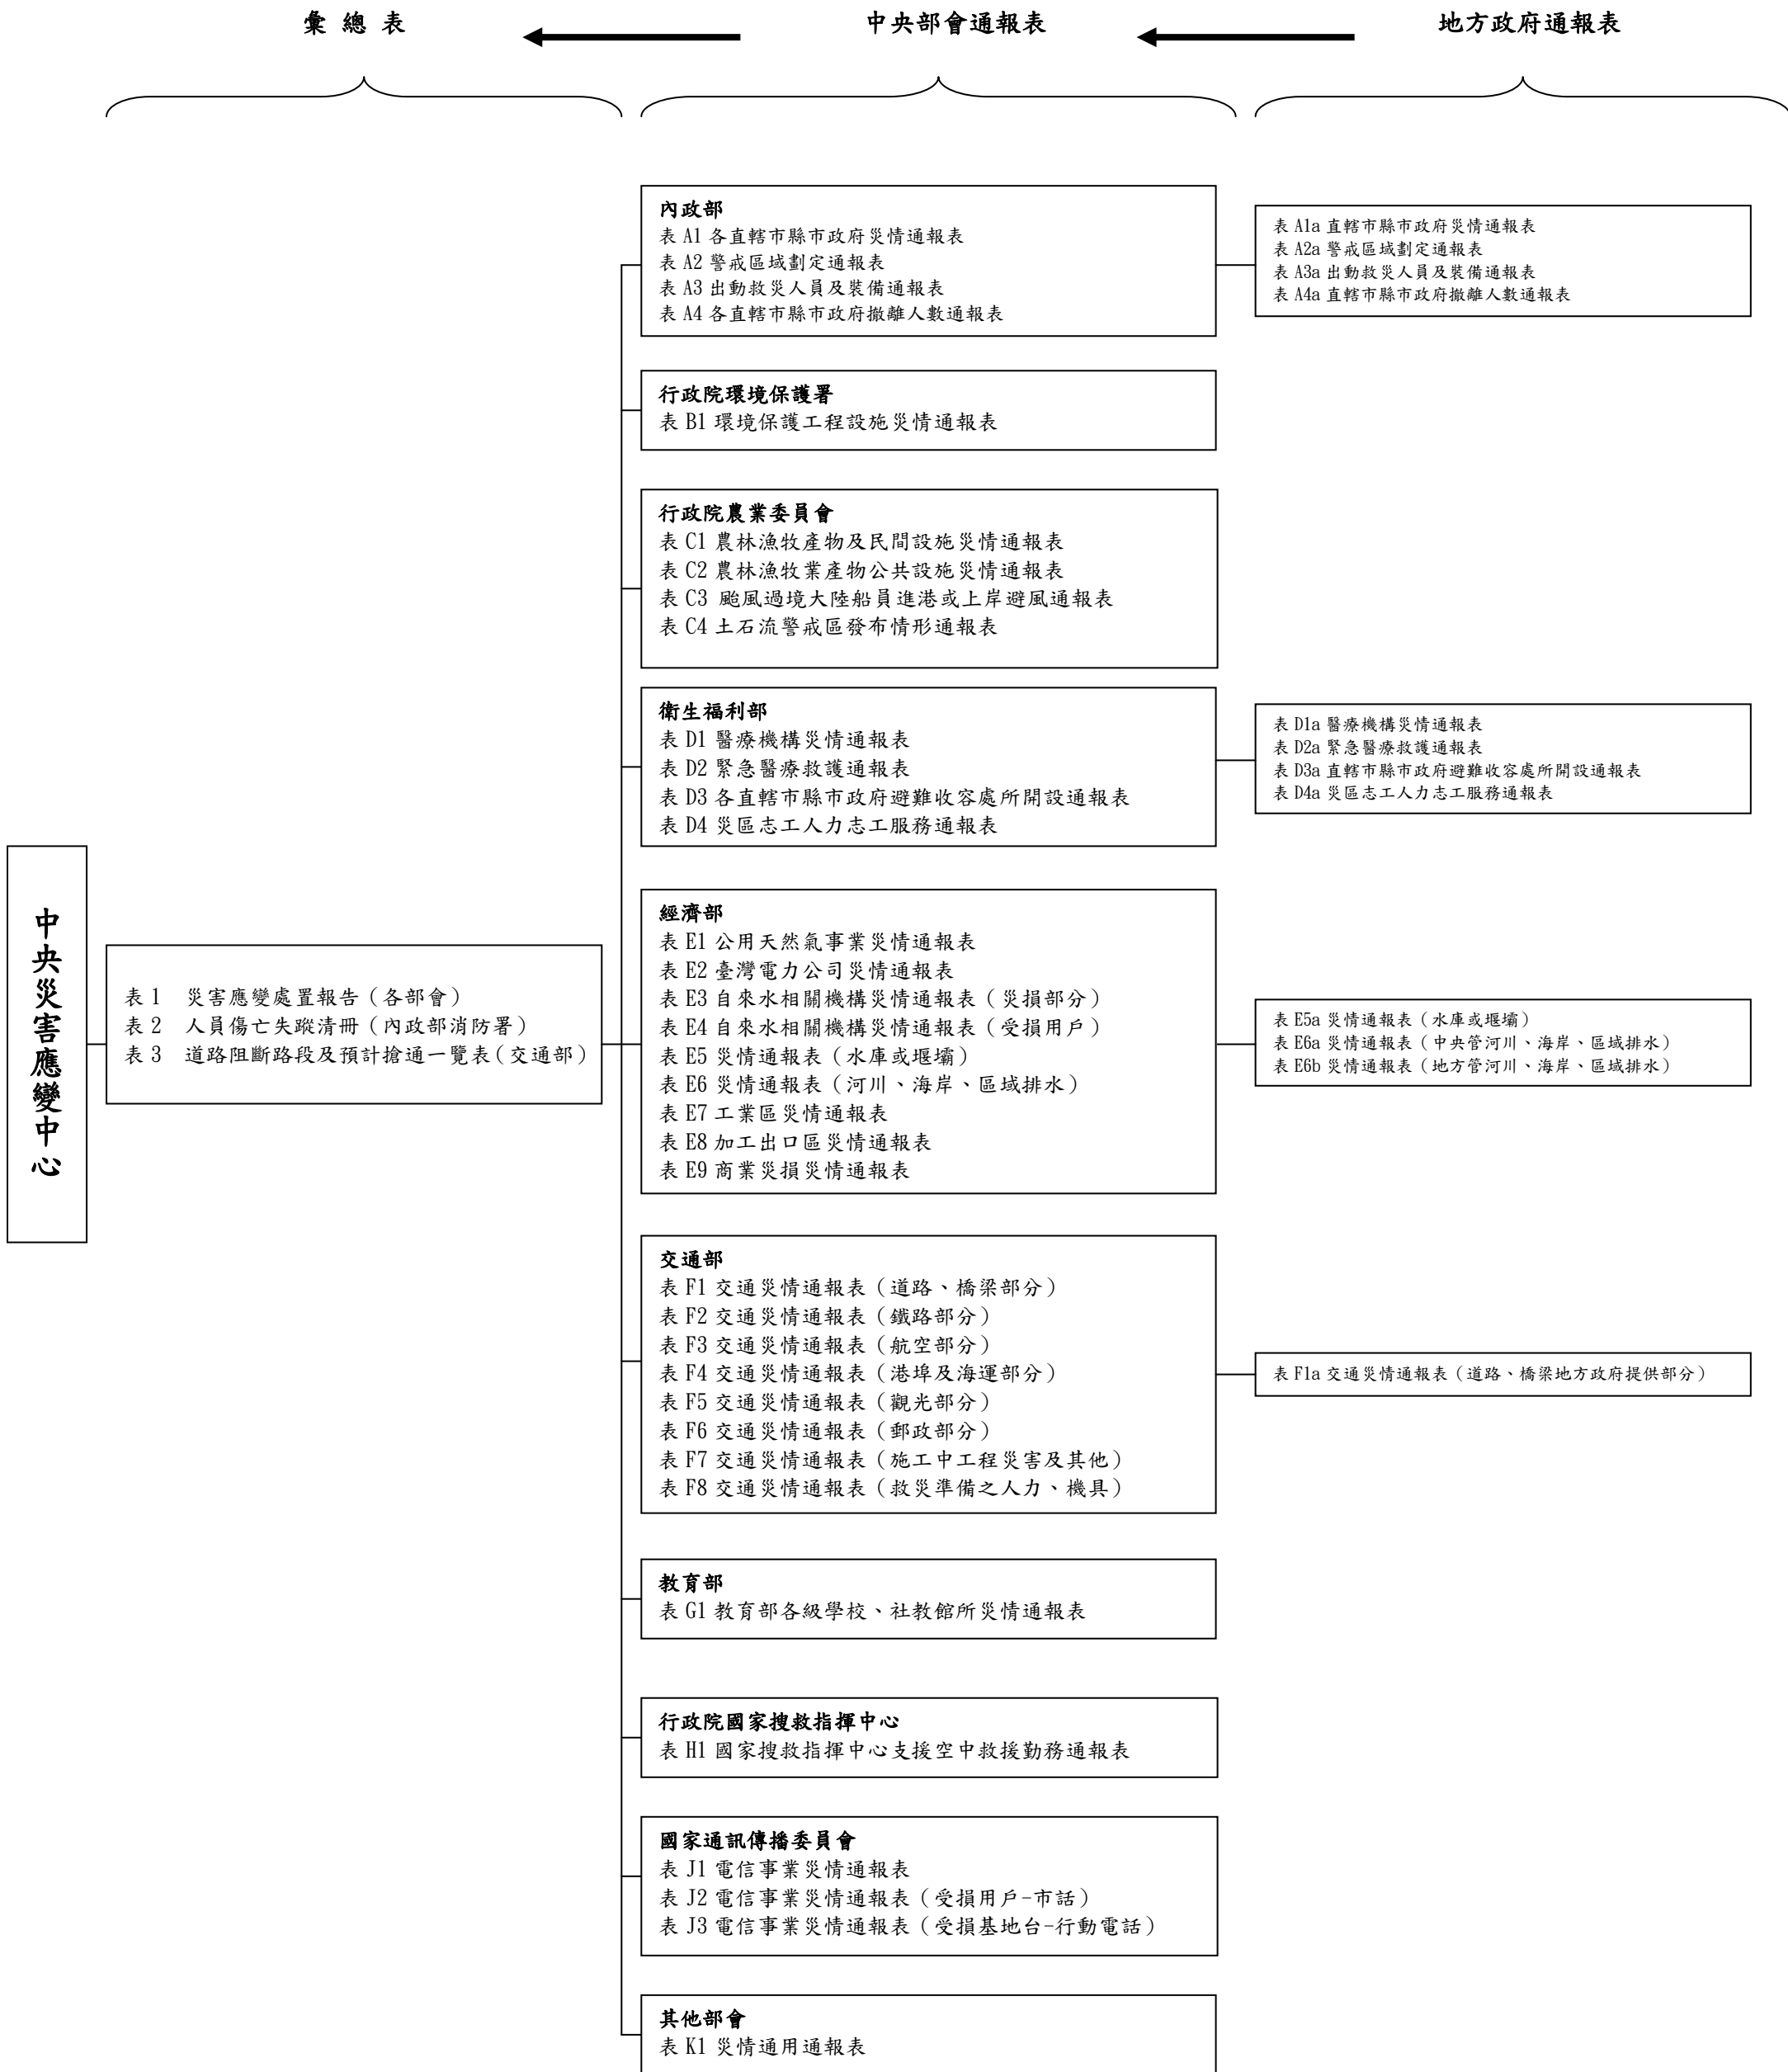 彙 總 表
中央部會通報表
地方政府通報表
中央災害應變中心
表 1　災害應變處置報告（各部會）
表 2　人員傷亡失蹤清冊（內政部消防署）
表 3　道路阻斷路段及預計搶通一覽表（交通部）
內政部
表 A1 各直轄市縣市政府災情通報表
表 A2 警戒區域劃定通報表
表 A3 出動救災人員及裝備通報表
表 A4 各直轄市縣市政府撤離人數通報表
表 A1a 直轄市縣市政府災情通報表
表 A2a 警戒區域劃定通報表
表 A3a 出動救災人員及裝備通報表
表 A4a 直轄市縣市政府撤離人數通報表
行政院環境保護署
表 B1 環境保護工程設施災情通報表
行政院農業委員會
表 C1 農林漁牧產物及民間設施災情通報表
表 C2 農林漁牧業產物公共設施災情通報表
表 C3 颱風過境大陸船員進港或上岸避風通報表
表 C4 土石流警戒區發布情形通報表
衛生福利部
表 D1 醫療機構災情通報表
表 D2 緊急醫療救護通報表
表 D3 各直轄市縣市政府避難收容處所開設通報表
表 D4 災區志工人力志工服務通報表
表 D1a 醫療機構災情通報表
表 D2a 緊急醫療救護通報表
表 D3a 直轄市縣市政府避難收容處所開設通報表
表 D4a 災區志工人力志工服務通報表
經濟部
表 E1 公用天然氣事業災情通報表
表 E2 臺灣電力公司災情通報表
表 E3 自來水相關機構災情通報表（災損部分）
表 E4 自來水相關機構災情通報表（受損用戶）
表 E5 災情通報表（水庫或堰壩）
表 E6 災情通報表（河川、海岸、區域排水）
表 E7 工業區災情通報表
表 E8 加工出口區災情通報表
表 E9 商業災損災情通報表
表 E5a 災情通報表（水庫或堰壩）
表 E6a 災情通報表（中央管河川、海岸、區域排水）
表 E6b 災情通報表（地方管河川、海岸、區域排水）
交通部
表 F1 交通災情通報表（道路、橋梁部分）
表 F2 交通災情通報表（鐵路部分）
表 F3 交通災情通報表（航空部分）
表 F4 交通災情通報表（港埠及海運部分）
表 F5 交通災情通報表（觀光部分）
表 F6 交通災情通報表（郵政部分）
表 F7 交通災情通報表（施工中工程災害及其他）
表 F8 交通災情通報表（救災準備之人力、機具）
表 F1a 交通災情通報表（道路、橋梁地方政府提供部分）
教育部
表 G1 教育部各級學校、社教館所災情通報表
行政院國家搜救指揮中心
表 H1 國家搜救指揮中心支援空中救援勤務通報表
國家通訊傳播委員會
表 J1 電信事業災情通報表
表 J2 電信事業災情通報表（受損用戶-市話）
表 J3 電信事業災情通報表（受損基地台-行動電話）
其他部會
表 K1 災情通用通報表